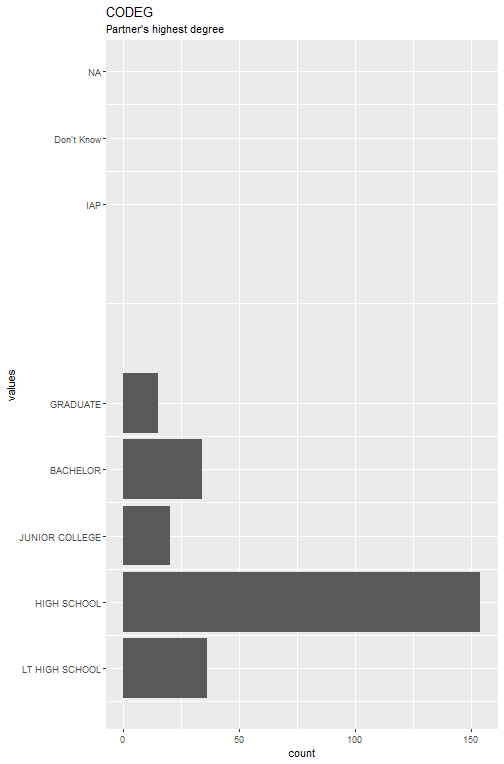 CODEG
Partner's highest degree
NA
Don't Know
IAP
values
GRADUATE
BACHELOR
JUNIOR COLLEGE
HIGH SCHOOL
LT HIGH SCHOOL
0 50 100 150
count